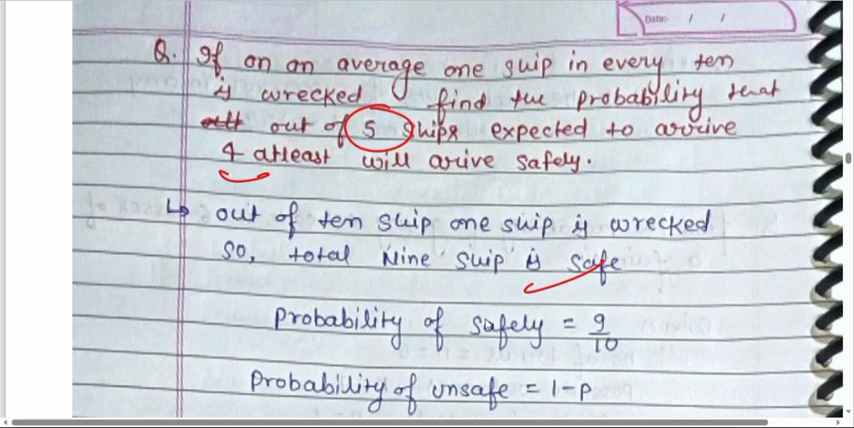 Date: / /
Q. If on an average one ship in every ten
is wrecked find the probability that
out of 5 ships expected to arrive
4 atleast will arive safely.
↳ out of ten ship one ship is wrecked
so, total Nine ship is safe
Probability of safely = 9/10
Probability of unsafe = 1-P